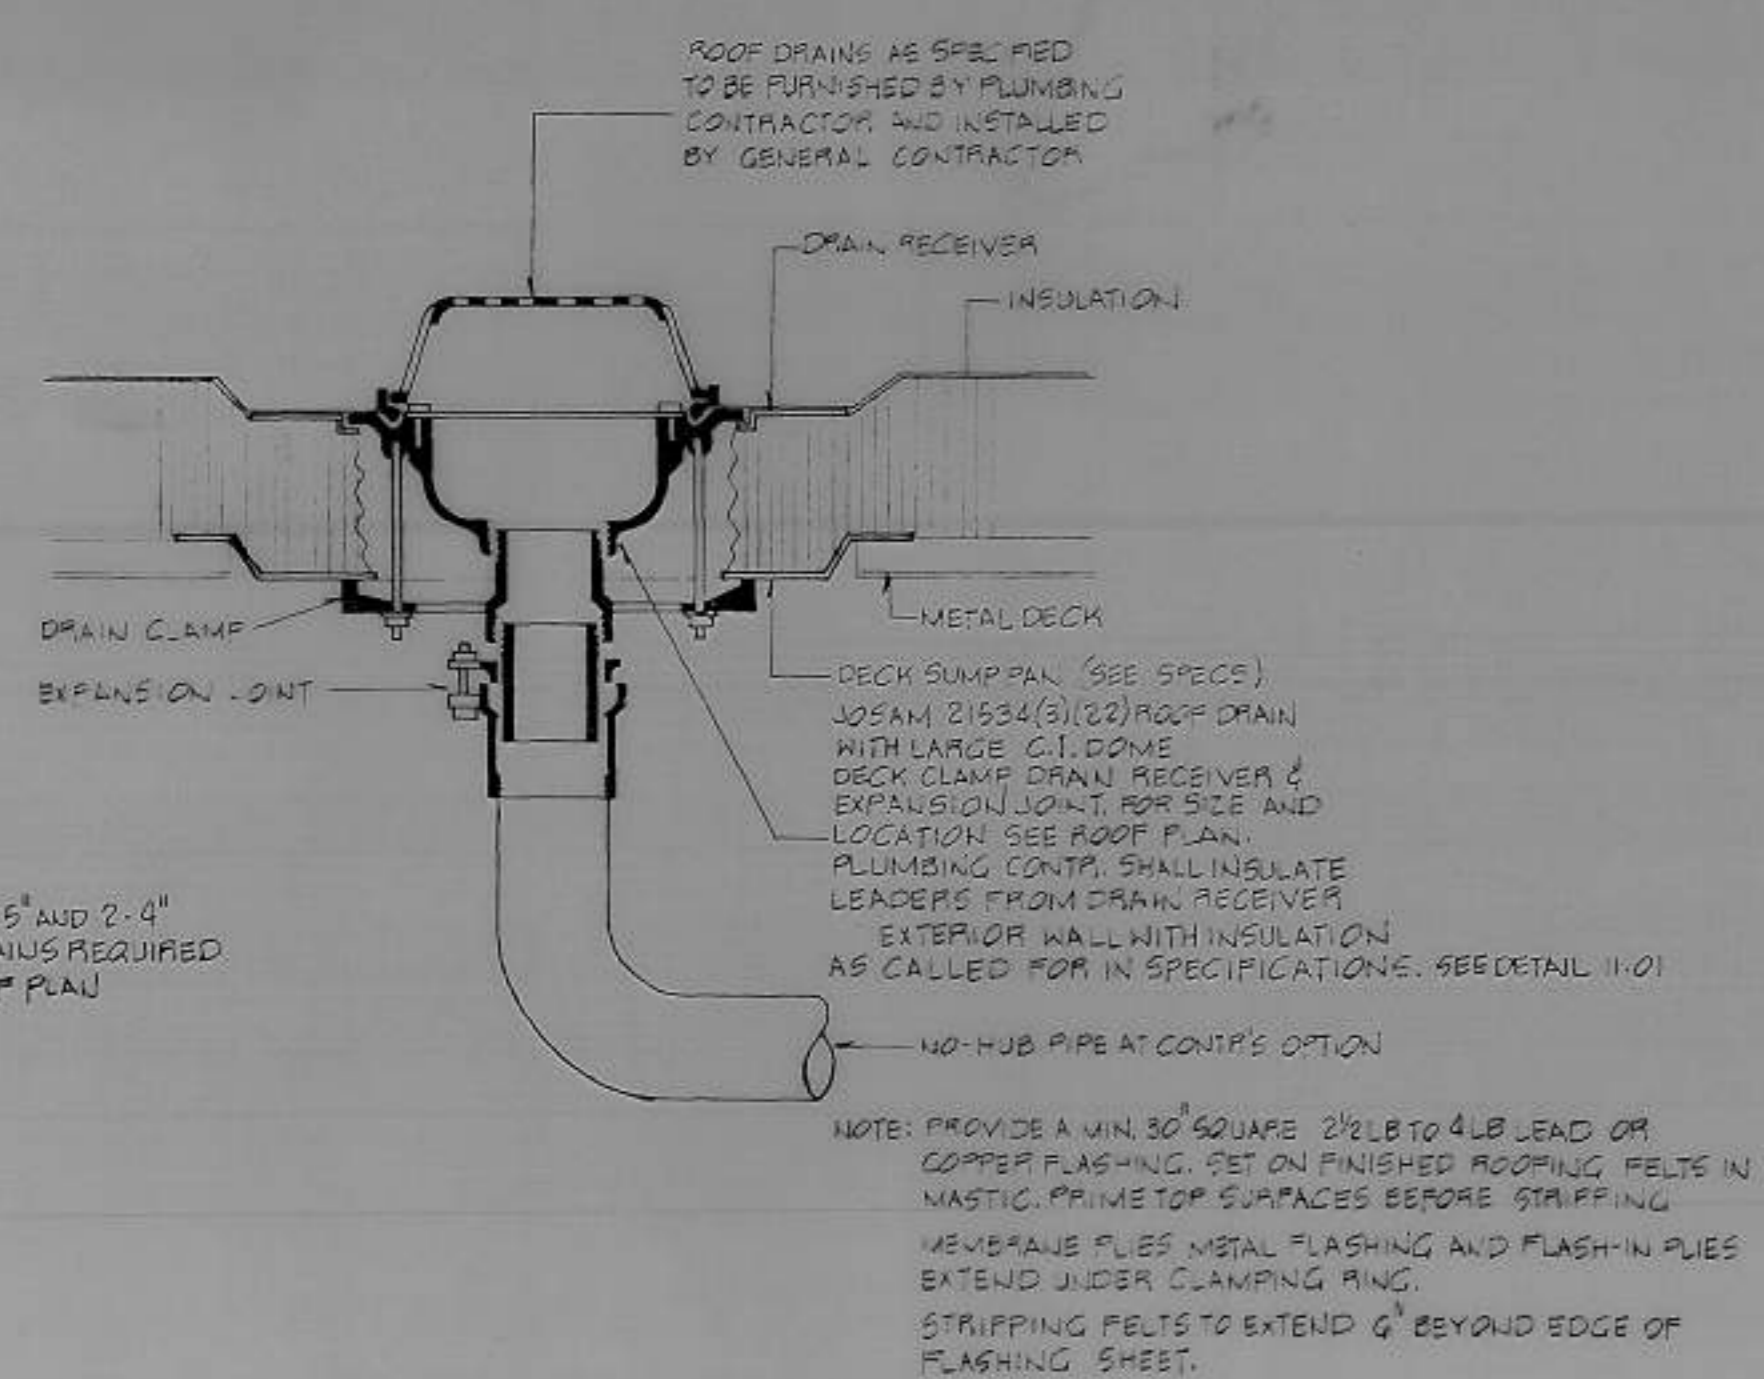 ROOF DRAINS AS SPECIFIED
TO BE FURNISHED BY PLUMBING
CONTRACTOR AND INSTALLED
BY GENERAL CONTRACTOR
DRAIN RECEIVER
INSULATION
DRAIN CLAMP
METAL DECK
EXPANSION JOINT
DECK SUMP PAN (SEE SPECS)
JOSAM 21534(3)(22) ROOF DRAIN
WITH LARGE C.I. DOME
DECK CLAMP DRAIN RECEIVER &
EXPANSION JOINT. FOR SIZE AND
LOCATION SEE ROOF PLAN.
PLUMBING CONTR. SHALL INSULATE
LEADERS FROM DRAIN RECEIVER
EXTERIOR WALL WITH INSULATION
AS CALLED FOR IN SPECIFICATIONS. SEE DETAIL 11-01
5" AND 2-4"
AINS REQUIRED
F PLAN
NO-HUB PIPE AT CONTR'S OPTION
NOTE: PROVIDE A MIN. 30" SQUARE 2½ LB TO 4 LB LEAD OR
COPPER FLASHING. SET ON FINISHED ROOFING FELTS IN
MASTIC. PRIME TOP SURFACES BEFORE STRIPPING
MEMBRANE PLIES METAL FLASHING AND FLASH-IN PLIES
EXTEND UNDER CLAMPING RING.
STRIPPING FELTS TO EXTEND BEYOND EDGE OF
FLASHING SHEET.